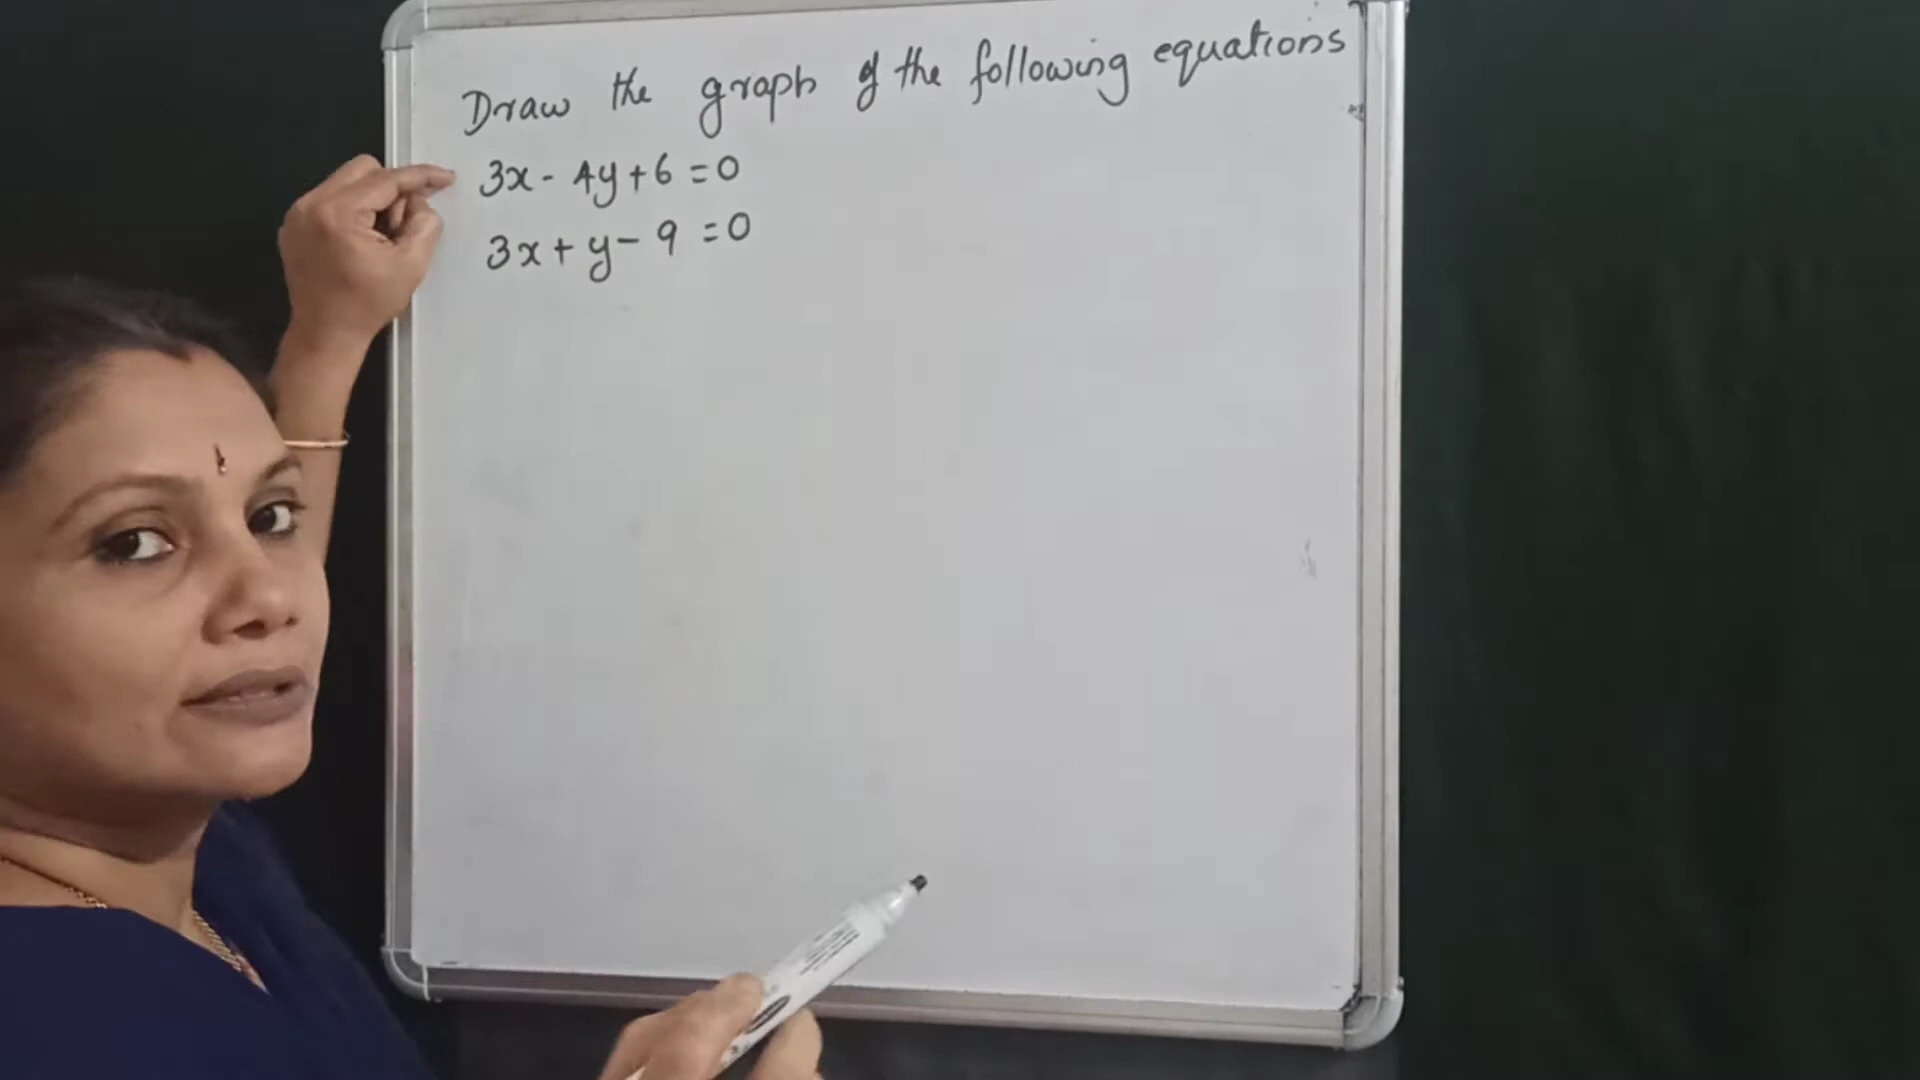 Draw the graph of the following equations
3x - 4y + 6 = 0
3x + y - 9 = 0